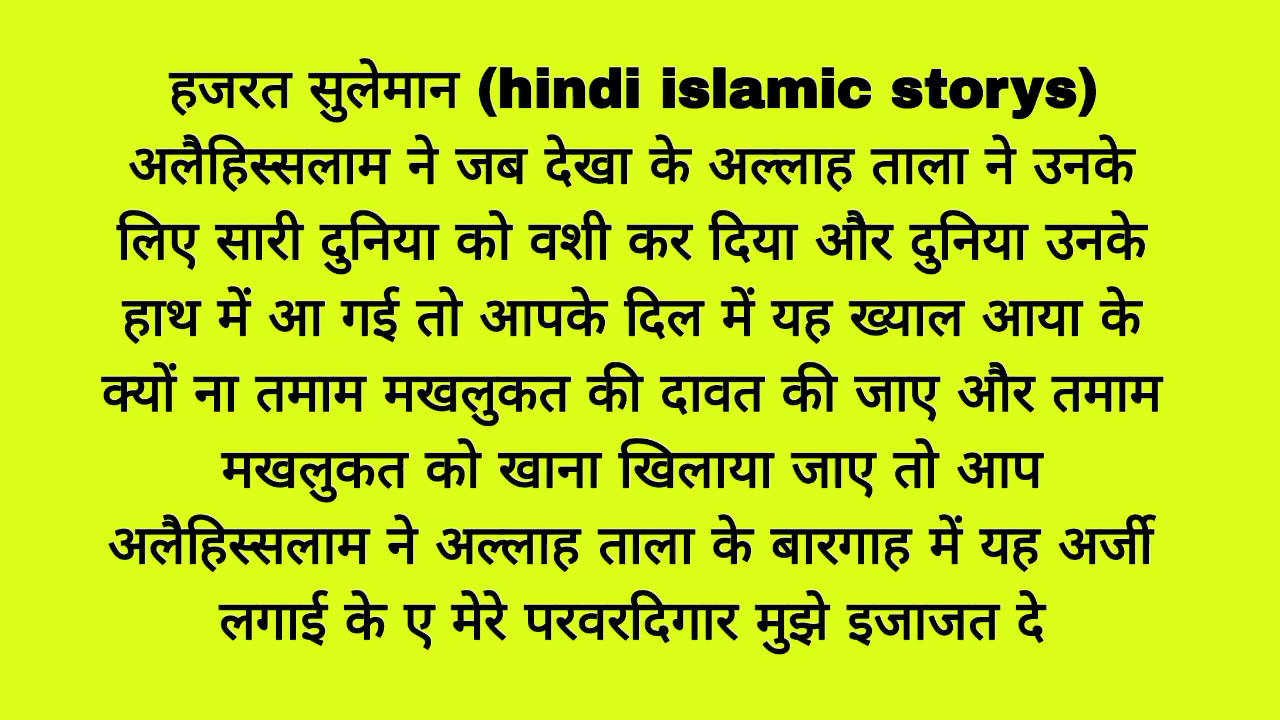 हजरत सुलेमान (hindi islamic storys)
अलैहिस्सलाम ने जब देखा के अल्लाह ताला ने उनके
लिए सारी दुनिया को वशी कर दिया और दुनिया उनके
हाथ में आ गई तो आपके दिल में यह ख्याल आया के
क्यों ना तमाम मखलुकत की दावत की जाए और तमाम
मखलुकत को खाना खिलाया जाए तो आप
अलैहिस्सलाम ने अल्लाह ताला के बारगाह में यह अर्जी
लगाई के ए मेरे परवरदिगार मुझे इजाजत दे